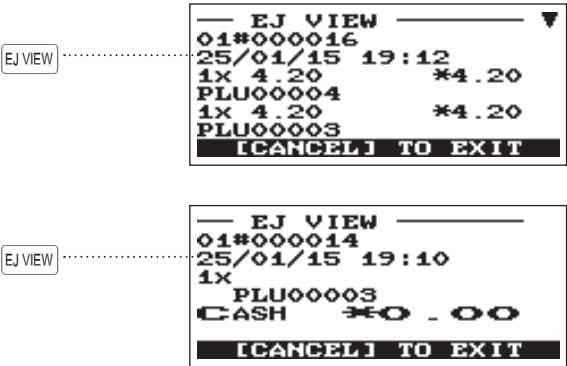 EJ VIEW
EJ VIEW ▼
01#000016
25/01/15 19:12
1x 4.20 *4.20
PLU00004
1x 4.20 *4.20
PLU00003
[CANCEL] TO EXIT
EJ VIEW
EJ VIEW
01#000014
25/01/15 19:10
1x
PLU00003
CASH *0.00
[CANCEL] TO EXIT